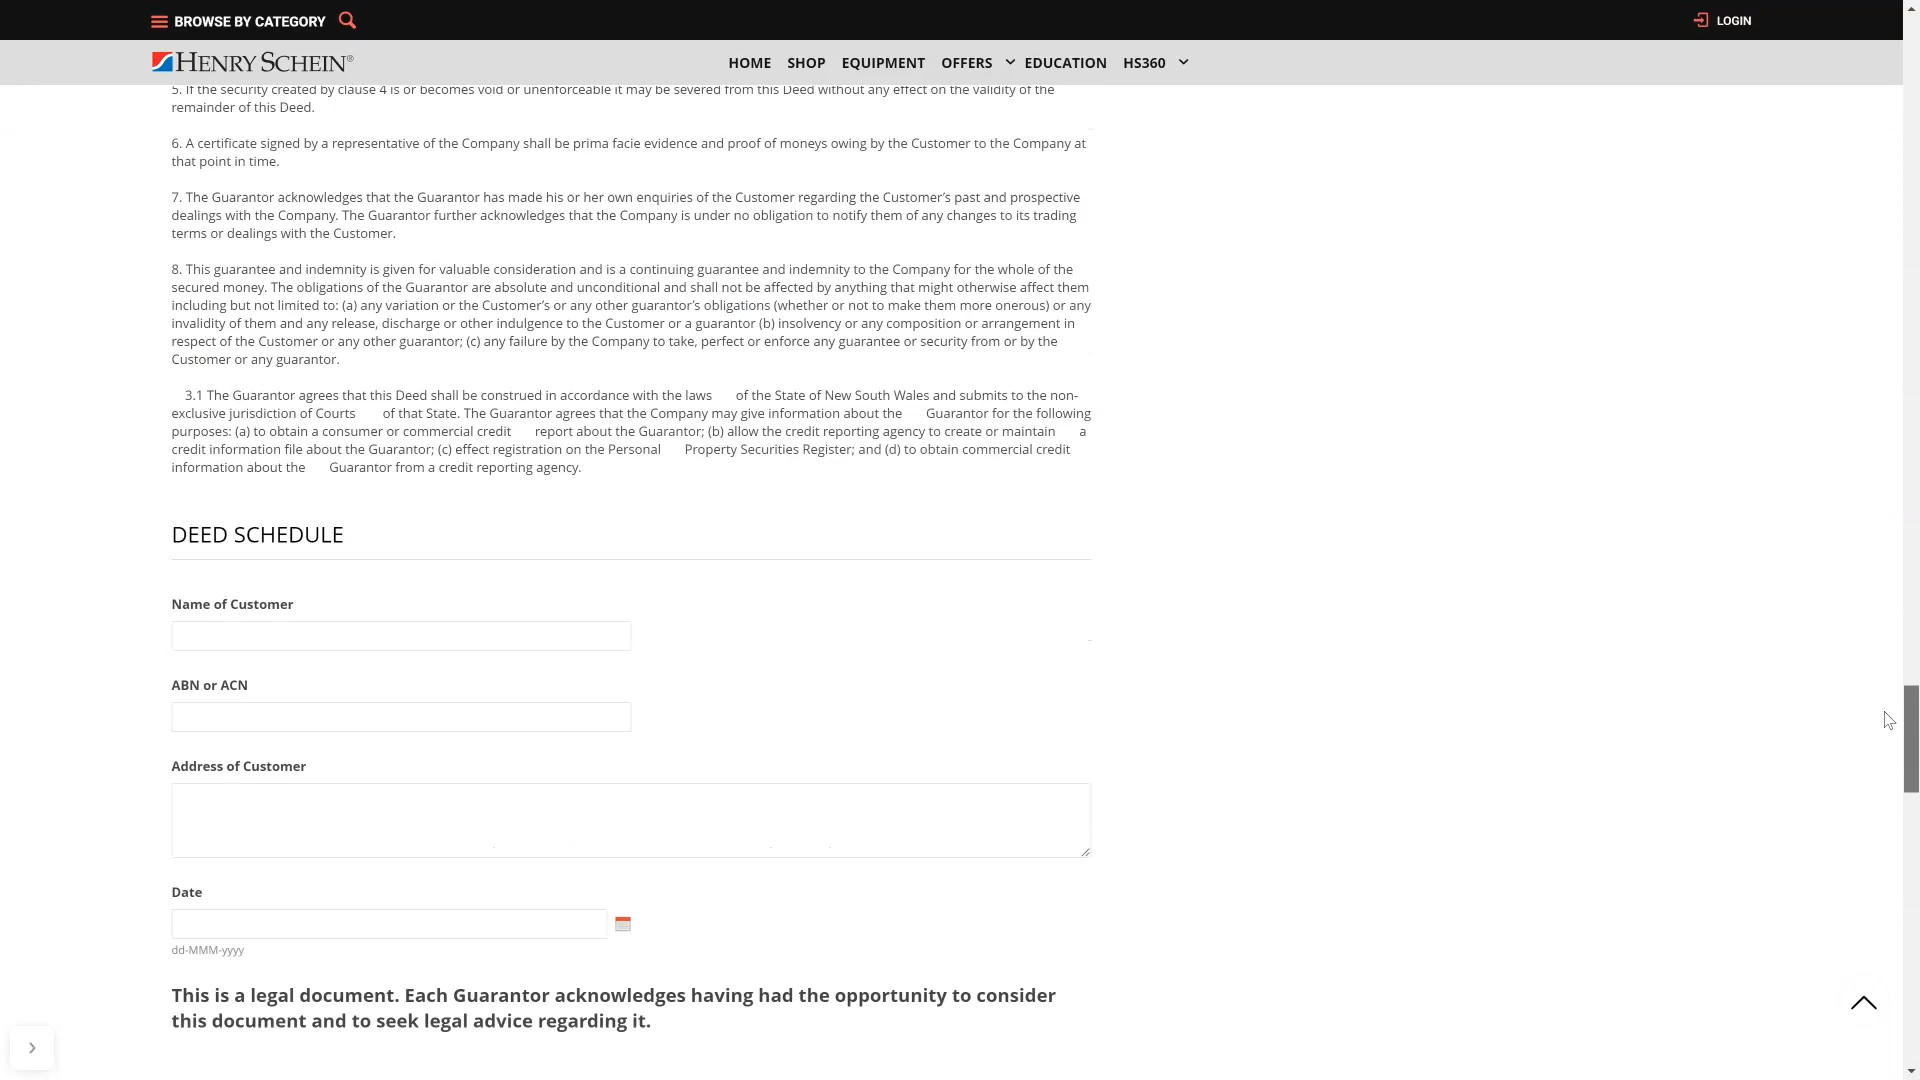 BROWSE BY CATEGORY
LOGIN
HENRY SCHEIN®
HOME SHOP EQUIPMENT OFFERS EDUCATION HS360
5. If the security created by clause 4 is or becomes void or unenforceable it may be severed from this Deed without any effect on the validity of the
remainder of this Deed.
6. A certificate signed by a representative of the Company shall be prima facie evidence and proof of moneys owing by the Customer to the Company at
that point in time.
7. The Guarantor acknowledges that the Guarantor has made his or her own enquiries of the Customer regarding the Customer’s past and prospective
dealings with the Company. The Guarantor further acknowledges that the Company is under no obligation to notify them of any changes to its trading
terms or dealings with the Customer.
8. This guarantee and indemnity is given for valuable consideration and is a continuing guarantee and indemnity to the Company for the whole of the
secured money. The obligations of the Guarantor are absolute and unconditional and shall not be affected by anything that might otherwise affect them
including but not limited to: (a) any variation or the Customer’s or any other guarantor’s obligations (whether or not to make them more onerous) or any
invalidity of them and any release, discharge or other indulgence to the Customer or a guarantor (b) insolvency or any composition or arrangement in
respect of the Customer or any other guarantor; (c) any failure by the Company to take, perfect or enforce any guarantee or security from or by the
Customer or any guarantor.
3.1 The Guarantor agrees that this Deed shall be construed in accordance with the laws of the State of New South Wales and submits to the non-
exclusive jurisdiction of Courts of that State. The Guarantor agrees that the Company may give information about the Guarantor for the following
purposes: (a) to obtain a consumer or commercial credit report about the Guarantor; (b) allow the credit reporting agency to create or maintain a
credit information file about the Guarantor; (c) effect registration on the Personal Property Securities Register; and (d) to obtain commercial credit
information about the Guarantor from a credit reporting agency.
DEED SCHEDULE
Name of Customer
ABN or ACN
Address of Customer
Date
dd-MMM-yyyy
This is a legal document. Each Guarantor acknowledges having had the opportunity to consider
this document and to seek legal advice regarding it.